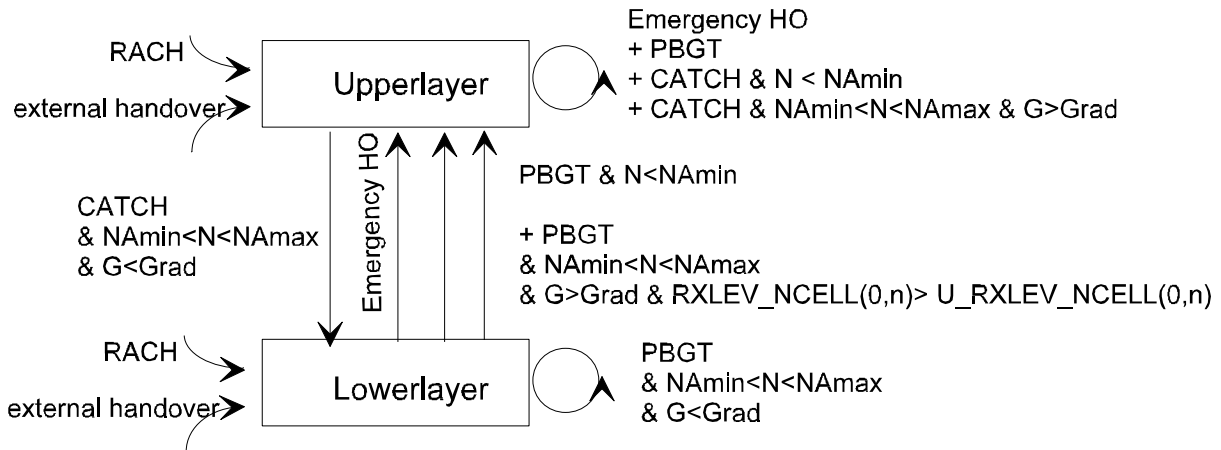 Emergency HO
+ PBGT
+ CATCH & N < NAmin
+ CATCH & NAmin<N<NAmax & G>Grad
RACH
external handover
Upperlayer
Emergency HO
PBGT & N<NAmin
CATCH
& NAmin<N<NAmax
& G<Grad
+ PBGT
& NAmin<N<NAmax
& G>Grad & RXLEV_NCELL(0,n)> U_RXLEV_NCELL(0,n)
RACH
external handover
Lowerlayer
PBGT
& NAmin<N<NAmax
& G<Grad